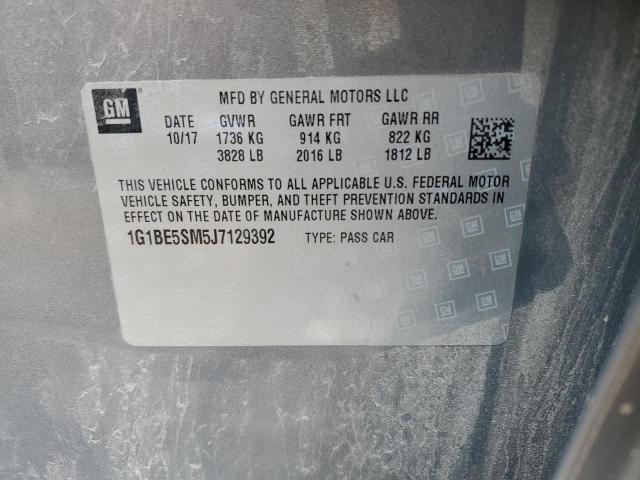 GM
MFD BY GENERAL MOTORS LLC
DATE GVWR GAWR FRT GAWR RR
10/17 1736 KG 914 KG 822 KG
3828 LB 2016 LB 1812 LB
THIS VEHICLE CONFORMS TO ALL APPLICABLE U.S. FEDERAL MOTOR
VEHICLE SAFETY, BUMPER, AND THEFT PREVENTION STANDARDS IN
EFFECT ON THE DATE OF MANUFACTURE SHOWN ABOVE.
1G1BE5SM5J7129392 TYPE: PASS CAR